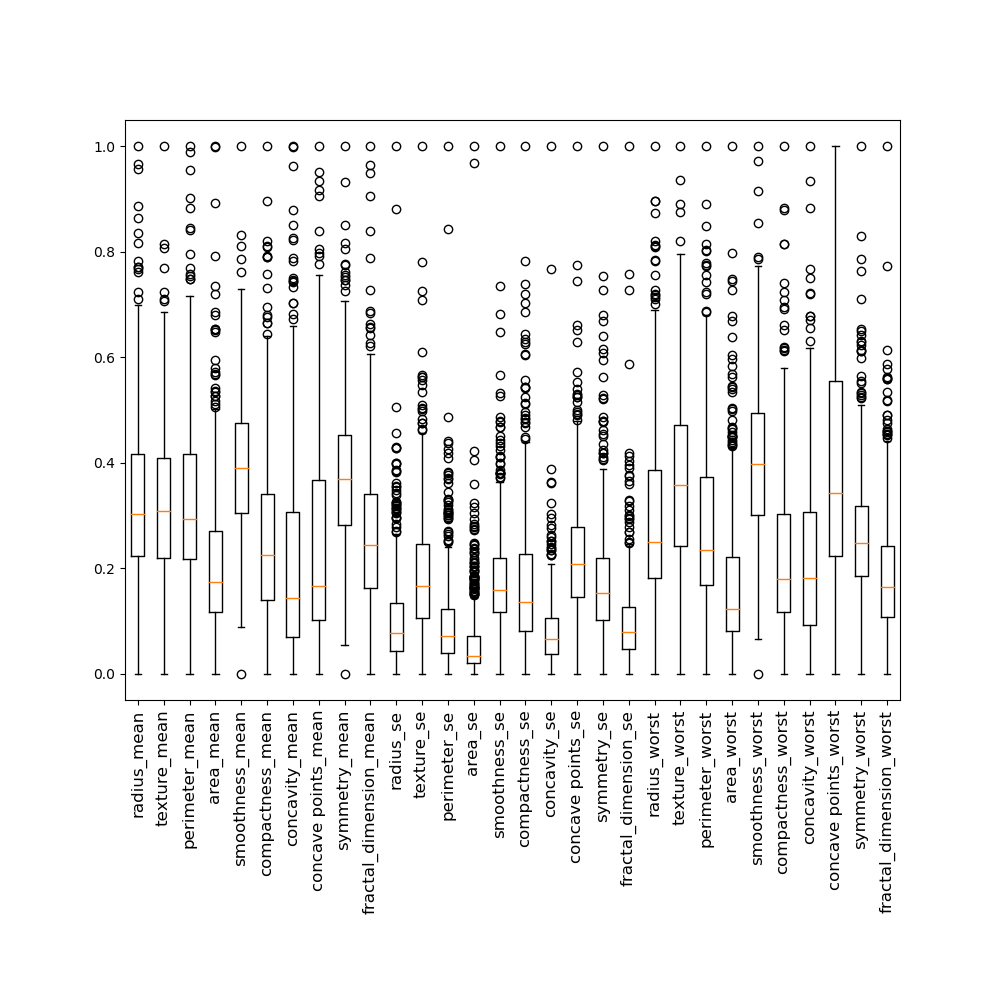 1.0
0.8
0.6
0.4
0.2
0.0
radius_mean
texture_mean
perimeter_mean
area_mean
smoothness_mean
compactness_mean
concavity_mean
concave points_mean
symmetry_mean
fractal_dimension_mean
radius_se
texture_se
perimeter_se
area_se
smoothness_se
compactness_se
concavity_se
concave points_se
symmetry_se
fractal_dimension_se
radius_worst
texture_worst
perimeter_worst
area_worst
smoothness_worst
compactness_worst
concavity_worst
concave points_worst
symmetry_worst
fractal_dimension_worst